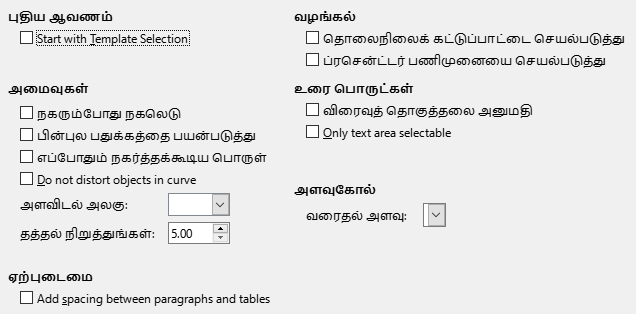 புதிய ஆவணம்
Start with Template Selection
வழங்கல்
தொலைநிலைக் கட்டுப்பாட்டை செயல்படுத்து
ப்ரசென்ட்டர் பணிமுனையை செயல்படுத்து
அமைவுகள்
நகரும்போது நகலெடு
பின்புல பதுக்கத்தை பயன்படுத்து
எப்போதும் நகர்த்தக்கூடிய பொருள்
Do not distort objects in curve
அளவிடல் அலகு:
தத்தல் நிறுத்துங்கள்: 5.00
உரை பொருட்கள்
விரைவுத் தொகுத்தலை அனுமதி
Only text area selectable
அளவுகோல்
வரைதல் அளவு:
ஏற்புடைமை
Add spacing between paragraphs and tables